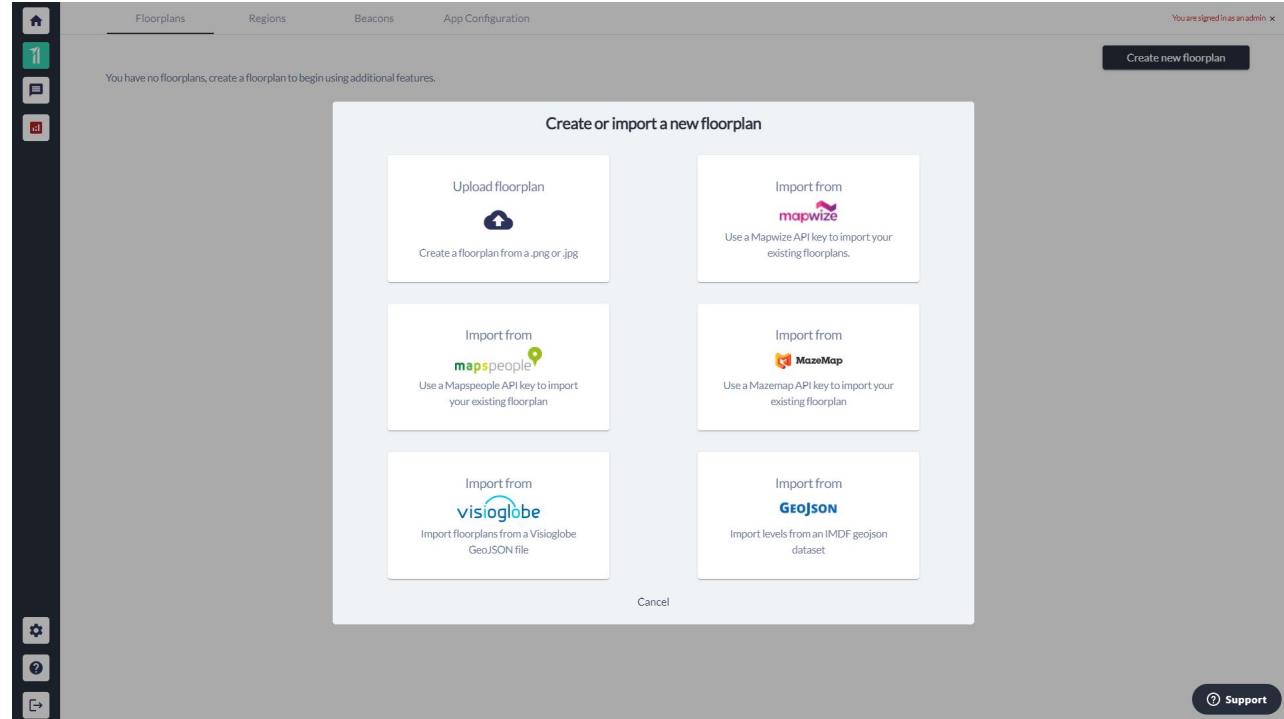 Floorplans
Regions
Beacons
App Configuration
You are signed in as an admin ×
Create new floorplan
You have no floorplans, create a floorplan to begin using additional features.
Create or import a new floorplan
Upload floorplan
Create a floorplan from a .png or .jpg
Import from
mapwize
Use a Mapwize API key to import your
existing floorplans.
Import from
mapspeople
Use a Mapspeople API key to import
your existing floorplan
Import from
MazeMap
Use a Mazemap API key to import your
existing floorplan
Import from
visioglobe
Import floorplans from a Visioglobe
GeoJSON file
Import from
GEOJSON
Import levels from an IMDF geojson
dataset
Cancel
Support